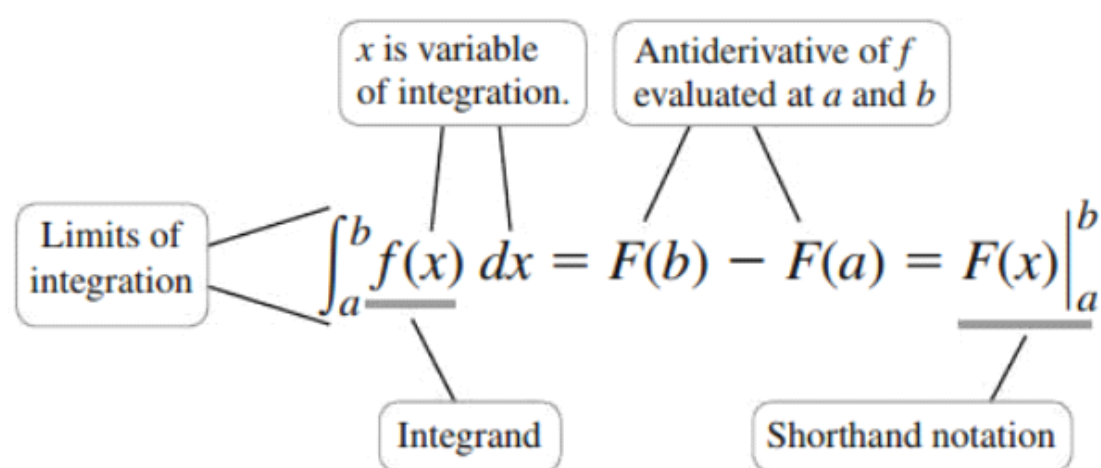 x is variable
of integration.
Antiderivative of f
evaluated at a and b
Limits of
integration
∫_a^b f(x) dx = F(b) − F(a) = F(x)|_a^b
Integrand
Shorthand notation